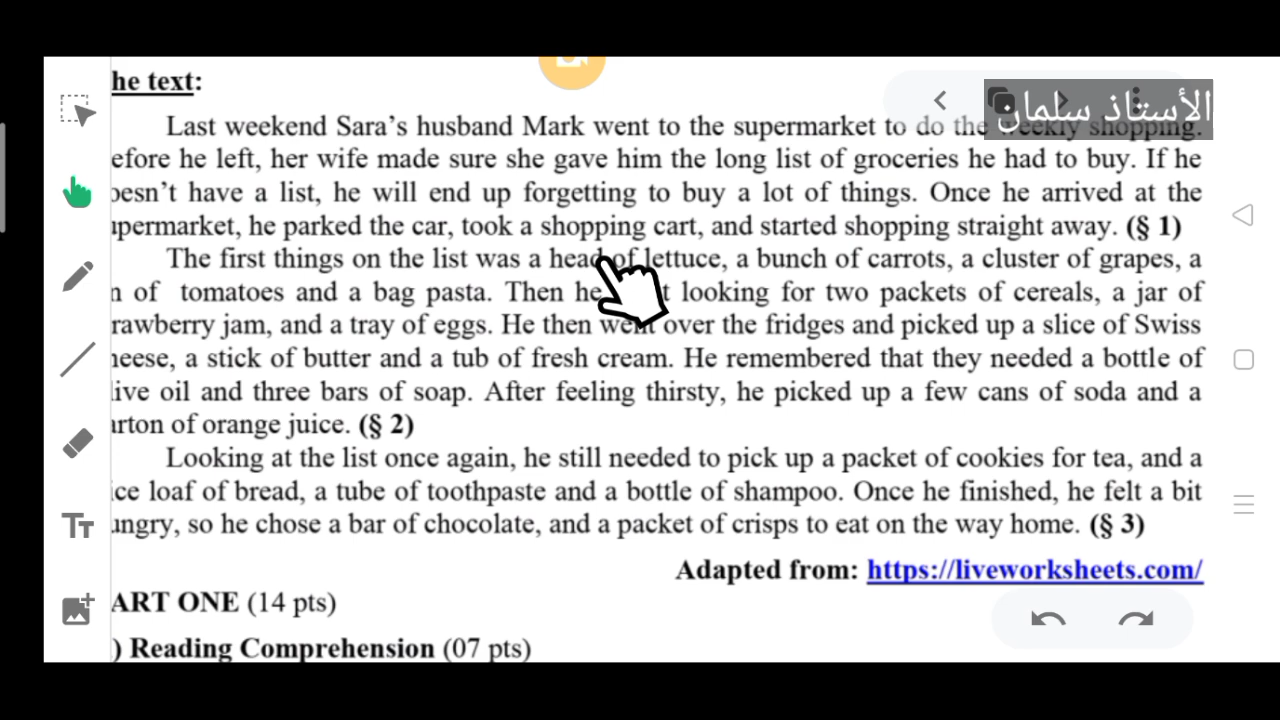 he text:
الأستاذ سلمان
Last weekend Sara's husband Mark went to the supermarket to do the weekly shopping.
efore he left, her wife made sure she gave him the long list of groceries he had to buy. If he
oesn't have a list, he will end up forgetting to buy a lot of things. Once he arrived at the
upermarket, he parked the car, took a shopping cart, and started shopping straight away. (§ 1)
The first things on the list was a head of lettuce, a bunch of carrots, a cluster of grapes, a
n of tomatoes and a bag pasta. Then he looking for two packets of cereals, a jar of
rawberry jam, and a tray of eggs. He then went over the fridges and picked up a slice of Swiss
heese, a stick of butter and a tub of fresh cream. He remembered that they needed a bottle of
live oil and three bars of soap. After feeling thirsty, he picked up a few cans of soda and a
arton of orange juice. (§ 2)
Looking at the list once again, he still needed to pick up a packet of cookies for tea, and a
ice loaf of bread, a tube of toothpaste and a bottle of shampoo. Once he finished, he felt a bit
ungry, so he chose a bar of chocolate, and a packet of crisps to eat on the way home. (§ 3)
Adapted from: https://liveworksheets.com/
ART ONE (14 pts)
) Reading Comprehension (07 pts)
TT